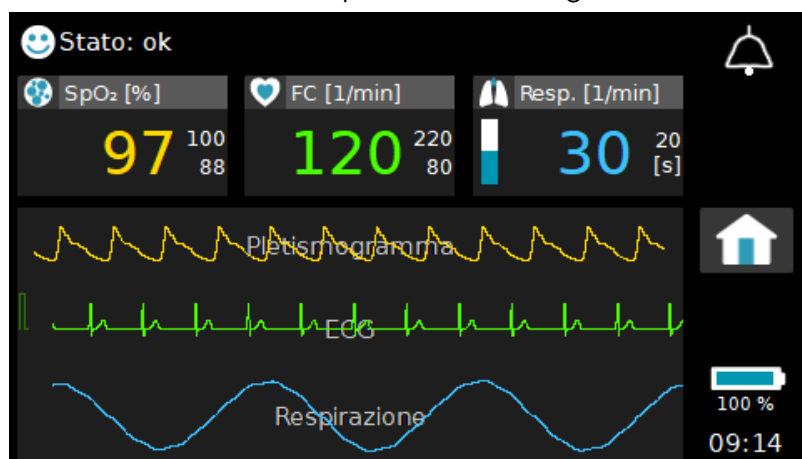 Stato: ok
SpO₂ [%]
FC [1/min]
Resp. [1/min]
97
100
88
120
220
80
30
20
[s]
Pletismogramma
ECG
Respirazione
100 %
09:14